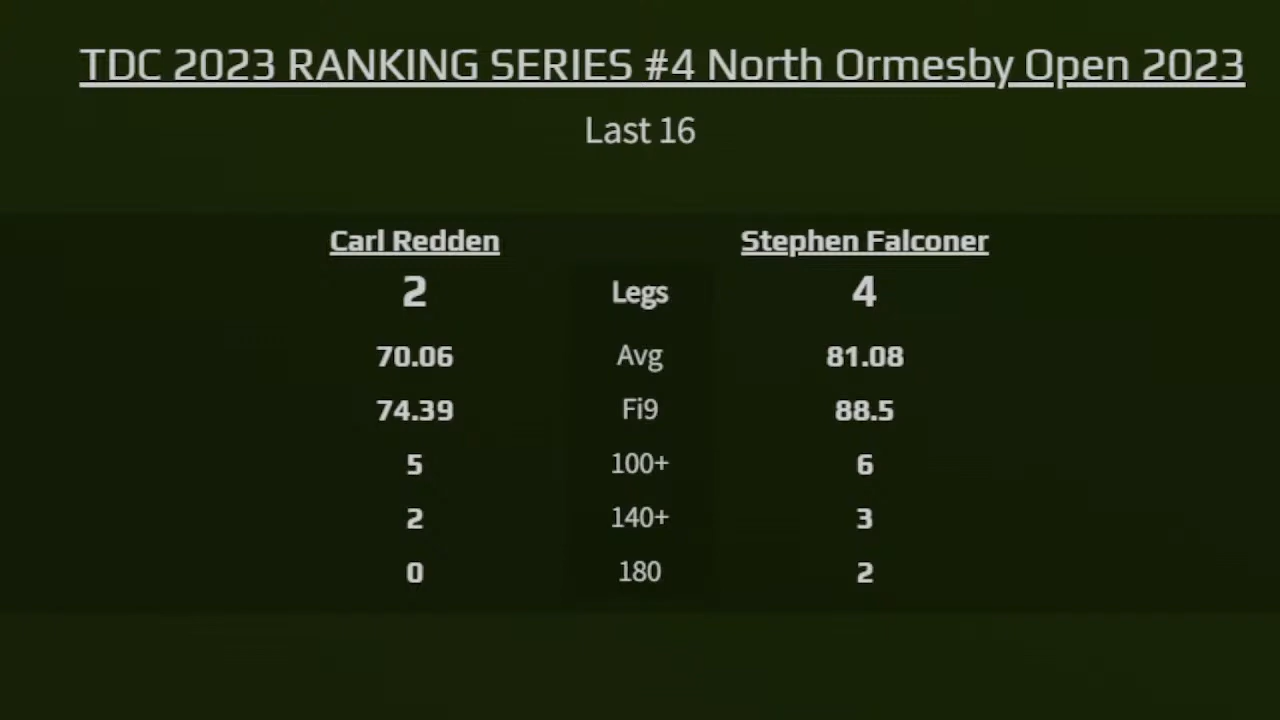 TDC 2023 RANKING SERIES #4 North Ormesby Open 2023
Last 16
Carl Redden Stephen Falconer
2 Legs 4
70.06 Avg 81.08
74.39 Fi9 88.5
5 100+ 6
2 140+ 3
0 180 2